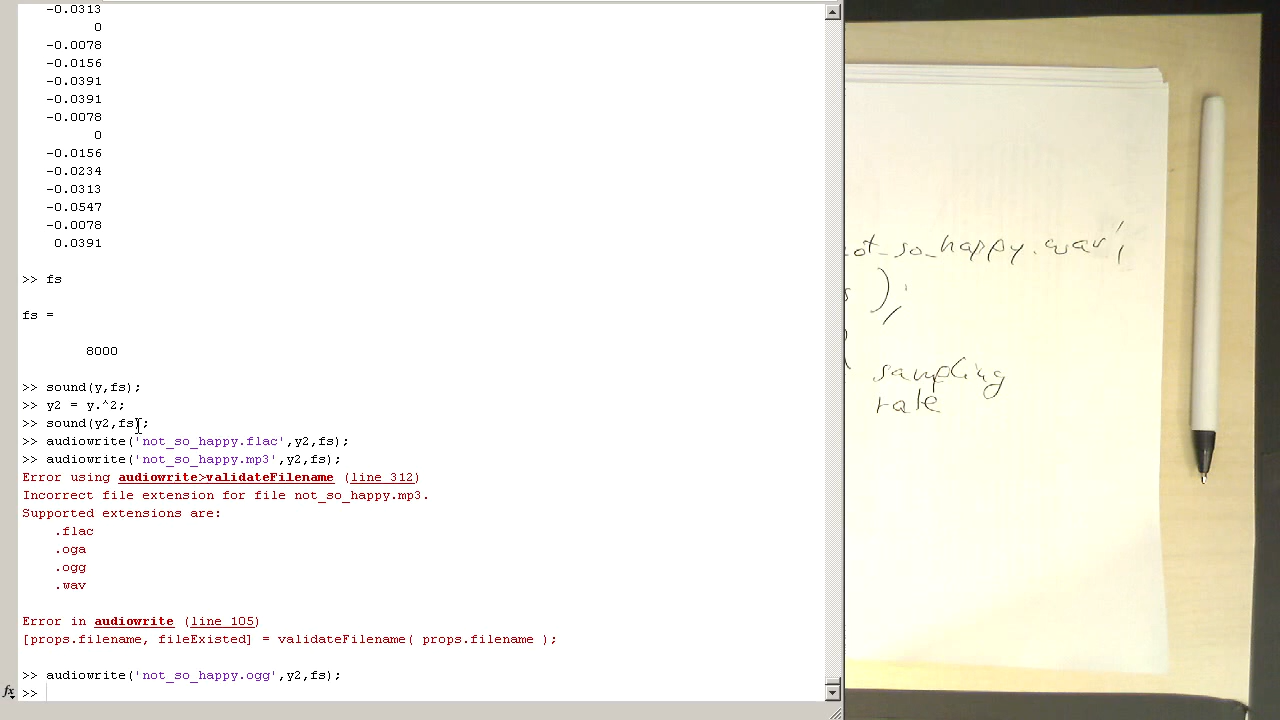 -0.0313
0
-0.0078
-0.0156
-0.0391
-0.0391
-0.0078
0
-0.0156
-0.0234
-0.0313
-0.0547
-0.0078
0.0391
>> fs
fs =
8000
>> sound(y,fs);
>> y2 = y.^2;
>> sound(y2,fs);
>> audiowrite('not_so_happy.flac',y2,fs);
>> audiowrite('not_so_happy.mp3',y2,fs);
Error using audiowrite>validateFilename (line 312)
Incorrect file extension for file not_so_happy.mp3.
Supported extensions are:
.flac
.oga
.ogg
.wav
Error in audiowrite (line 105)
[props.filename, fileExisted] = validateFilename( props.filename );
>> audiowrite('not_so_happy.ogg',y2,fs);
>>
fx
ot_so_happy.wav',
s );
sampling
rate